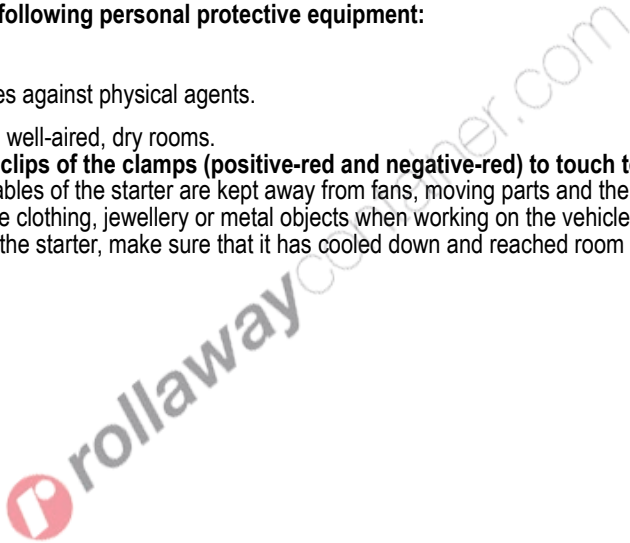 following personal protective equipment:
es against physical agents.
well-aired, dry rooms.
clips of the clamps (positive-red and negative-red) to touch t
ables of the starter are kept away from fans, moving parts and the
e clothing, jewellery or metal objects when working on the vehicle
the starter, make sure that it has cooled down and reached room
rollawaycontainer.com